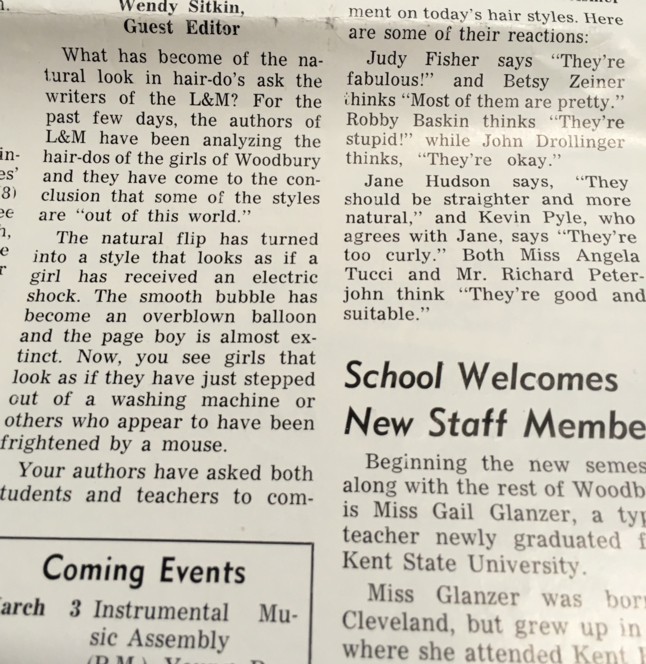 Wendy Sitkin,
Guest Editor
What has become of the na-
tural look in hair-do's ask the
writers of the L&M? For the
past few days, the authors of
L&M have been analyzing the
hair-dos of the girls of Woodbury
and they have come to the con-
clusion that some of the styles
are "out of this world."
The natural flip has turned
into a style that looks as if a
girl has received an electric
shock. The smooth bubble has
become an overblown balloon
and the page boy is almost ex-
tinct. Now, you see girls that
look as if they have just stepped
out of a washing machine or
others who appear to have been
frightened by a mouse.
Your authors have asked both
tudents and teachers to com-
Coming Events
arch 3 Instrumental Mu-
sic Assembly
ment on today's hair styles. Here
are some of their reactions:
Judy Fisher says "They're
fabulous!" and Betsy Zeiner
thinks "Most of them are pretty."
Robby Baskin thinks "They're
stupid!" while John Drollinger
thinks, "They're okay."
Jane Hudson says, "They
should be straighter and more
natural," and Kevin Pyle, who
agrees with Jane, says "They're
too curly." Both Miss Angela
Tucci and Mr. Richard Peter-
john think "They're good and
suitable."
School Welcomes
New Staff Membe
Beginning the new semes
along with the rest of Woodb
is Miss Gail Glanzer, a typ
teacher newly graduated f
Kent State University.
Miss Glanzer was bor
Cleveland, but grew up in
where she attended Kent